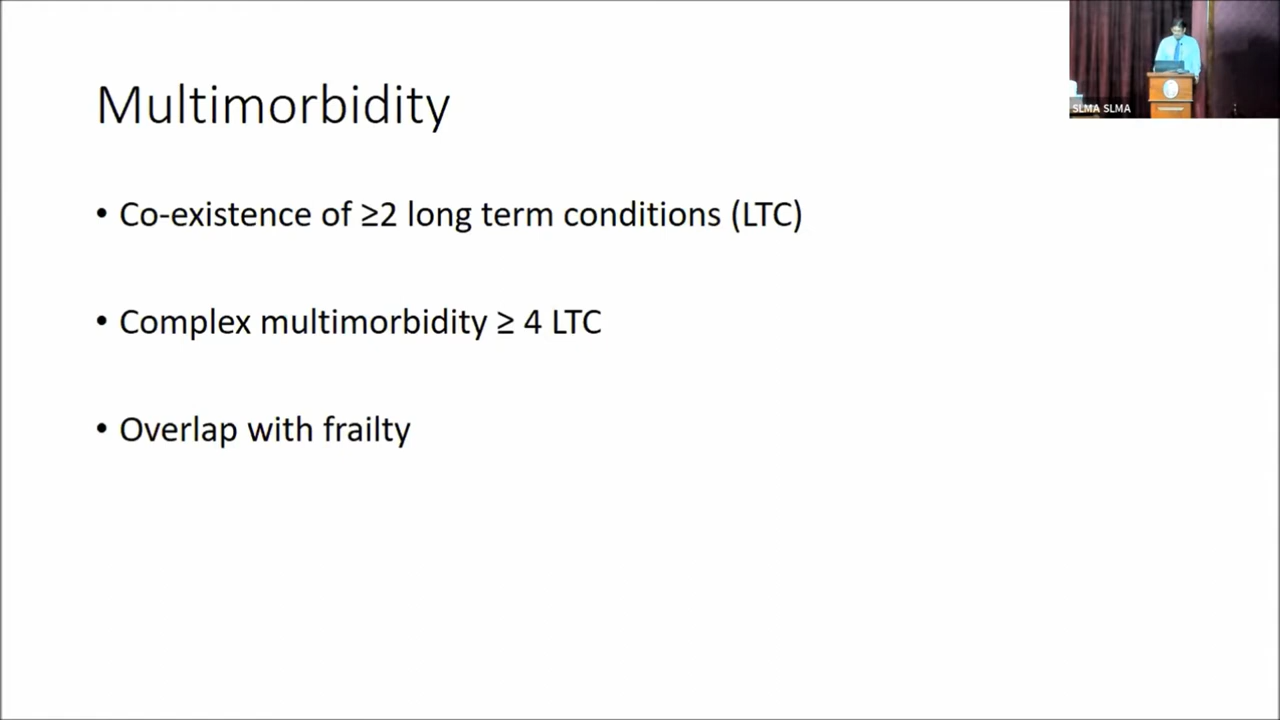 Multimorbidity
• Co-existence of ≥2 long term conditions (LTC)
• Complex multimorbidity ≥ 4 LTC
• Overlap with frailty
SLMA SLMA